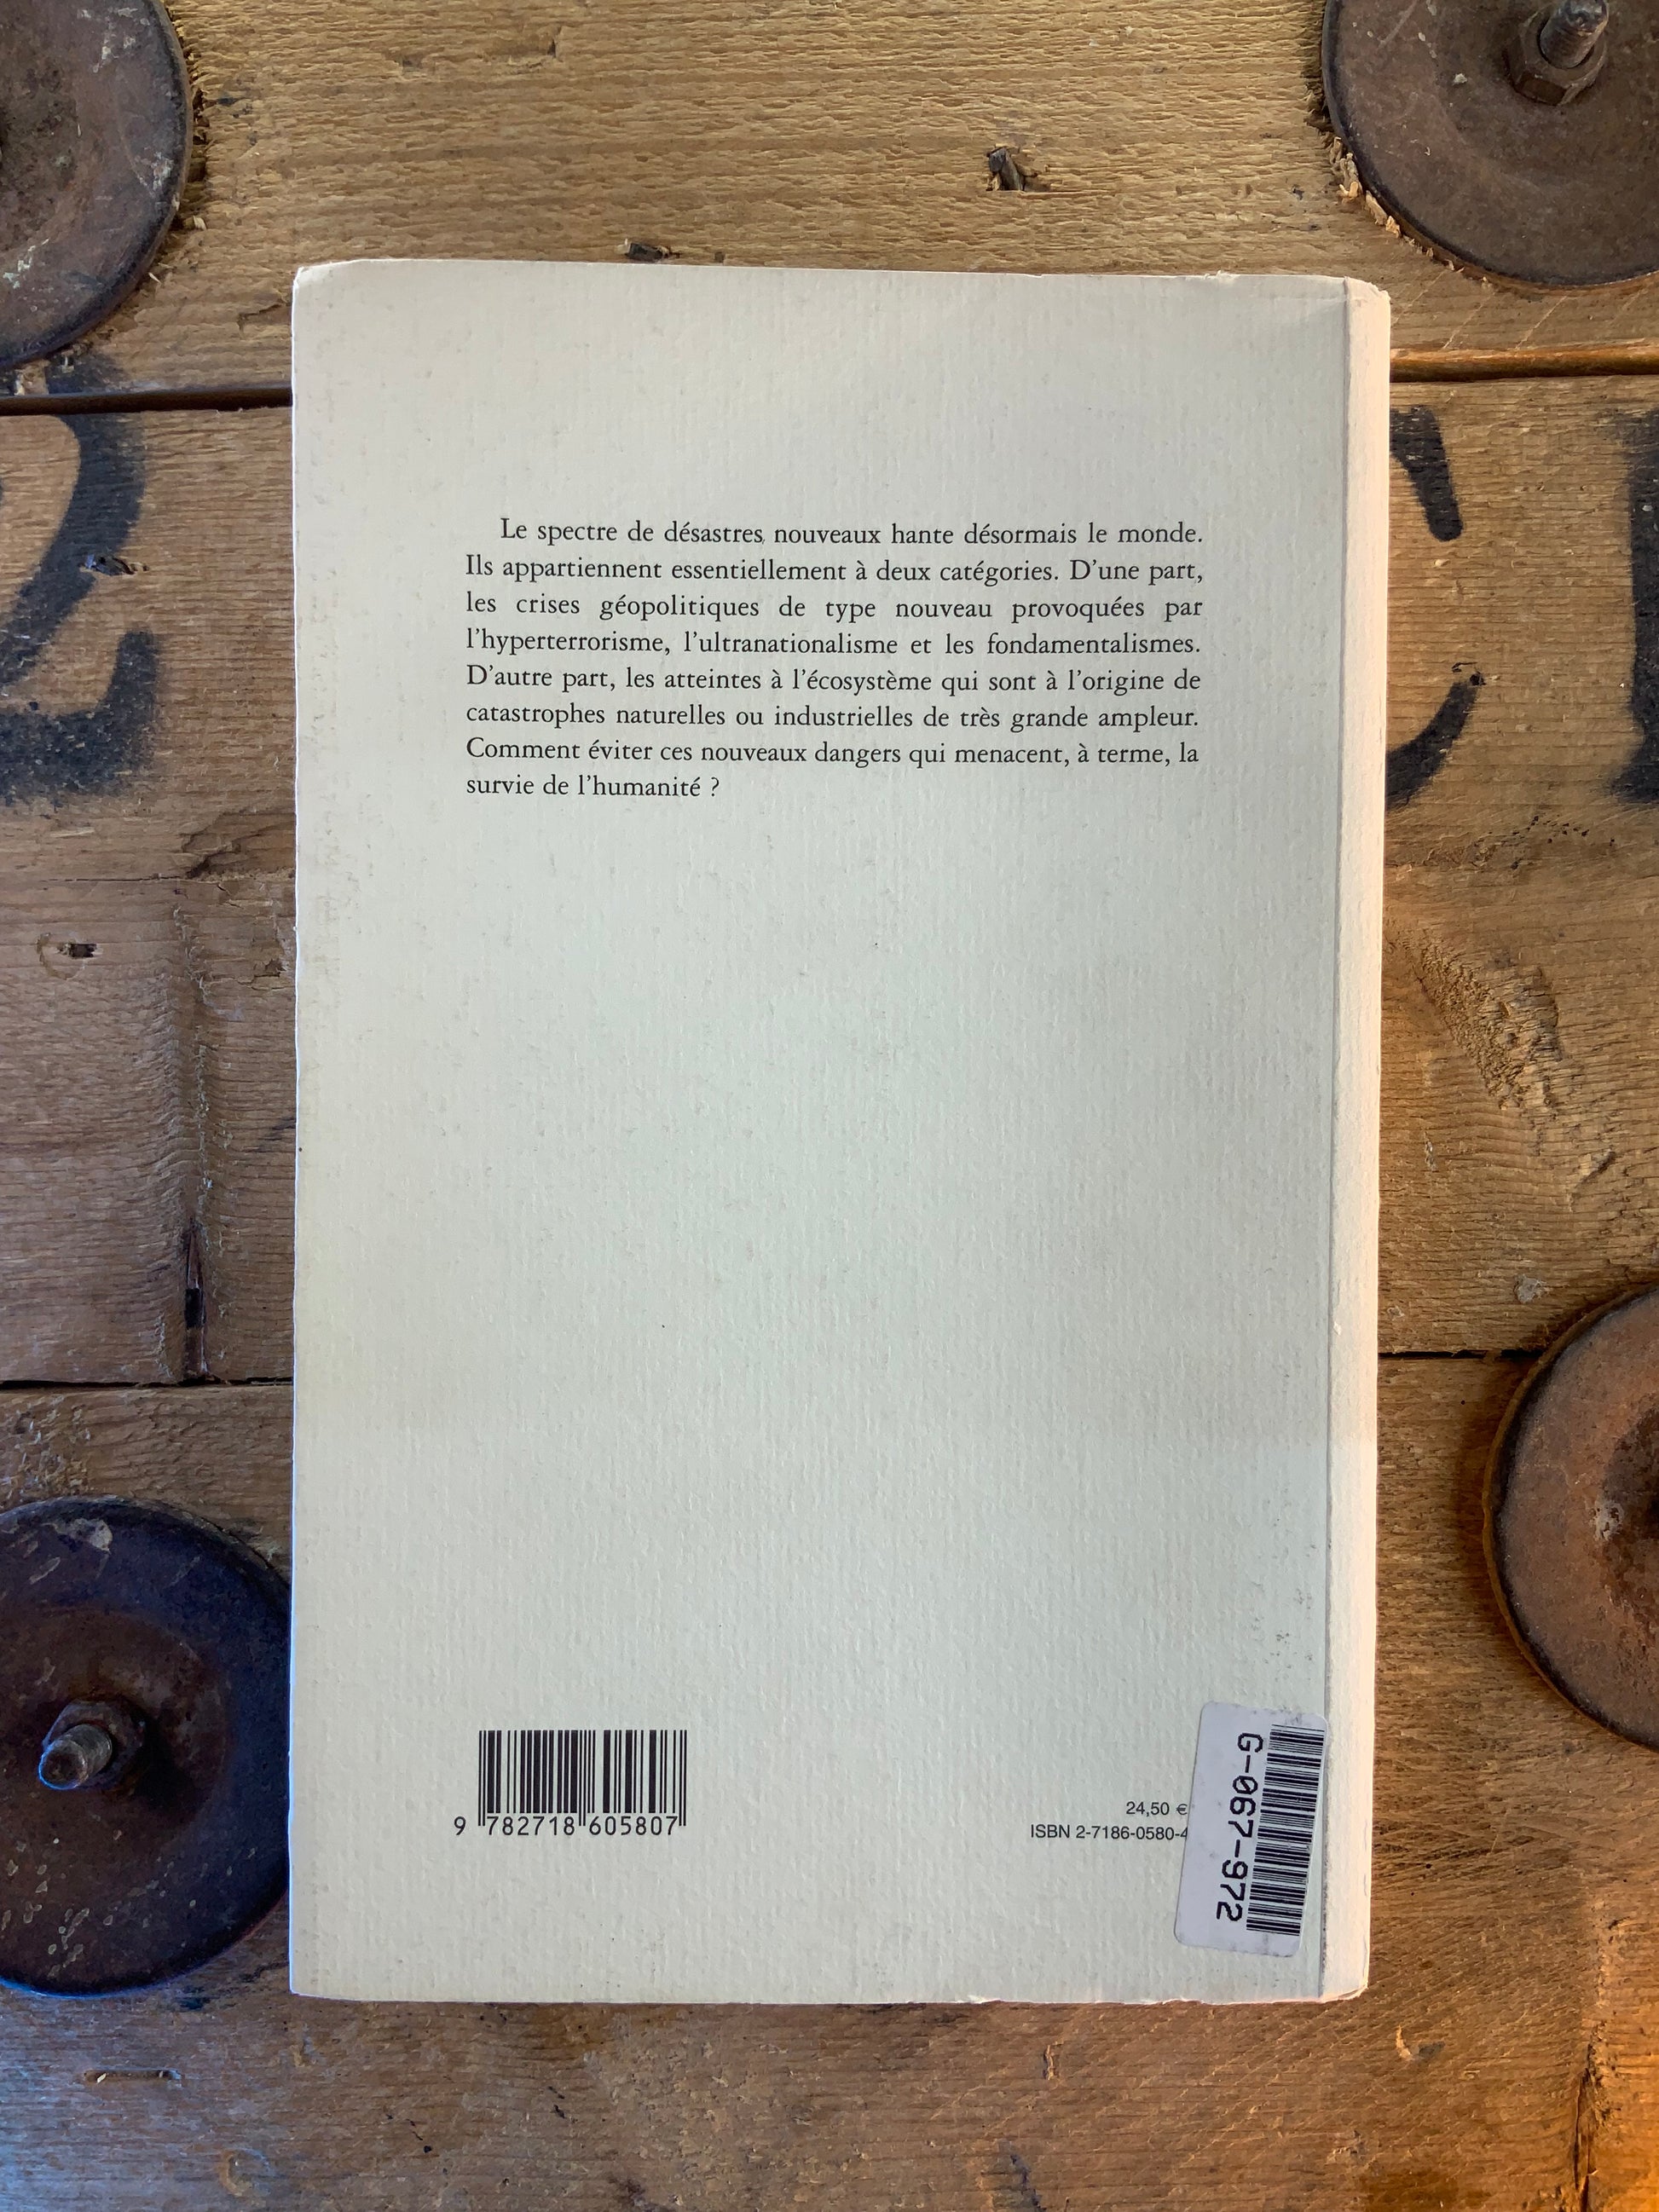 Le spectre de désastres nouveaux hante désormais le monde.
Ils appartiennent essentiellement à deux catégories. D'une part,
les crises géopolitiques de type nouveau provoquées par
l'hyperterrorisme, l'ultranationalisme et les fondamentalismes.
D'autre part, les atteintes à l'écosystème qui sont à l'origine de
catastrophes naturelles ou industrielles de très grande ampleur.
Comment éviter ces nouveaux dangers qui menacent, à terme, la
survie de l'humanité ?
9 782718 605807
24,50 €
ISBN 2-7186-0580-4
G-067-972